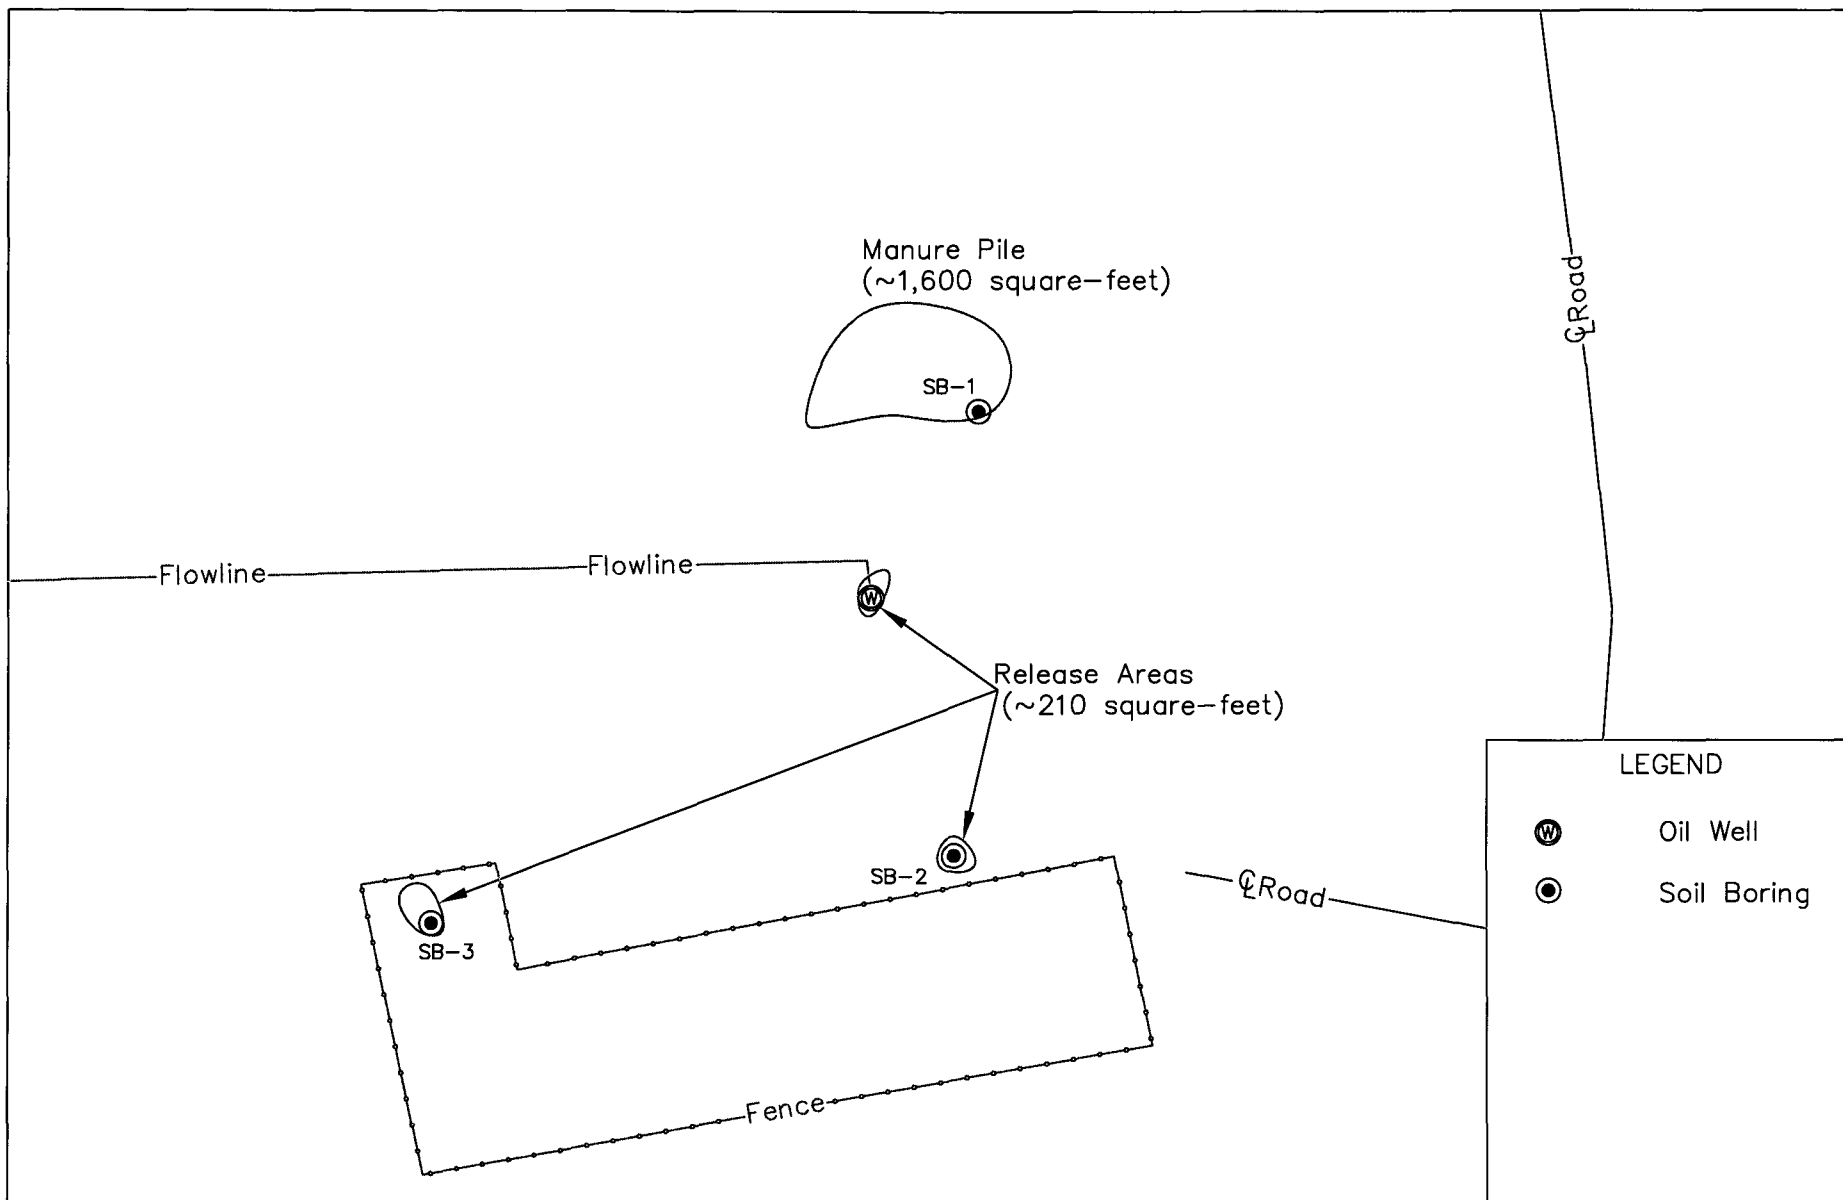 Manure Pile
(~1,600 square-feet)
SB-1
℄ Road
Flowline
Flowline
W
Release Areas
(~210 square-feet)
SB-2
SB-3
℄ Road
Fence
LEGEND
W Oil Well
Soil Boring